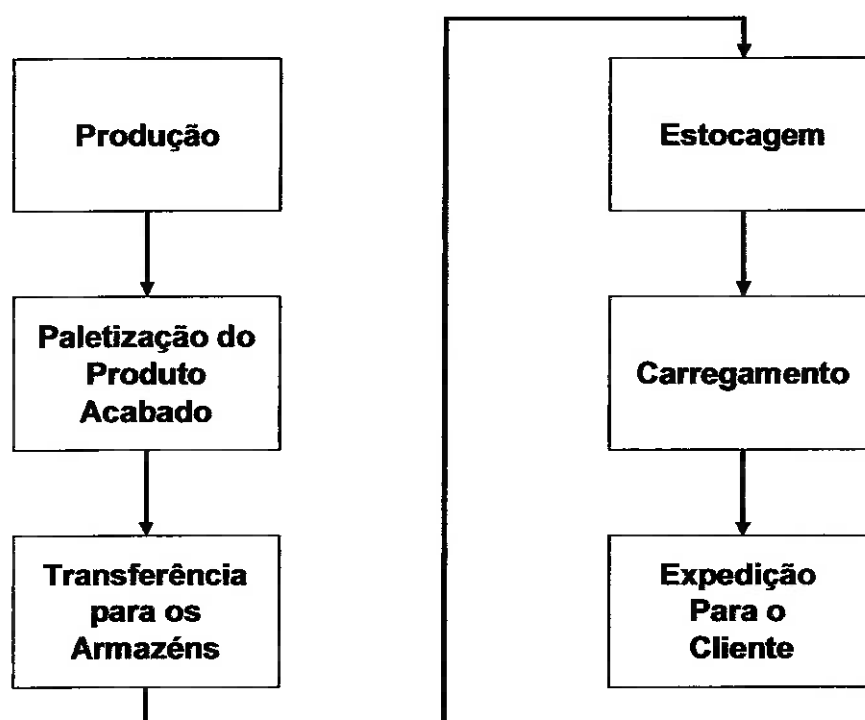 Produção
Paletização do
Produto
Acabado
Transferência
para os
Armazéns
Estocagem
Carregamento
Expedição
Para o
Cliente